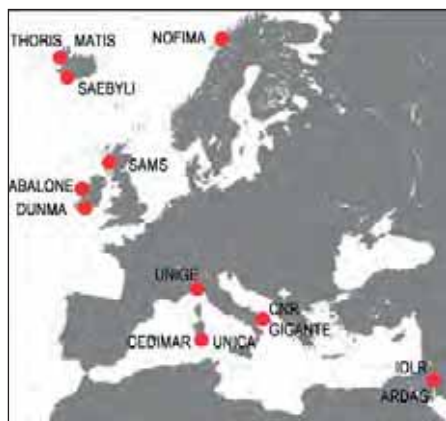 THORIS MATIS
NOFIMA
SAEBYLI
SAMS
ABALONE
DUNMA
UNIGE
CNR
GIGANTE
CEDIMAR UNICA
IOLR
ARDAG